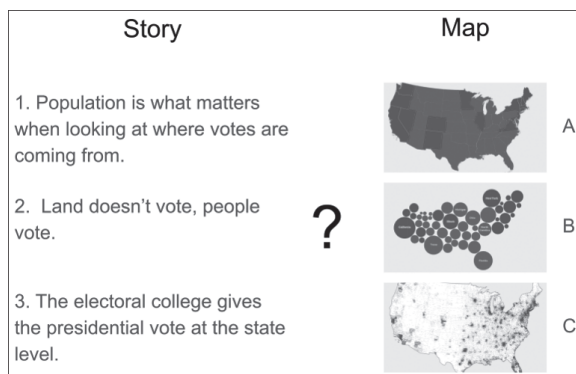 Story
Map
1. Population is what matters
when looking at where votes are
coming from.
A
2. Land doesn’t vote, people
vote.
?
B
3. The electoral college gives
the presidential vote at the state
level.
C